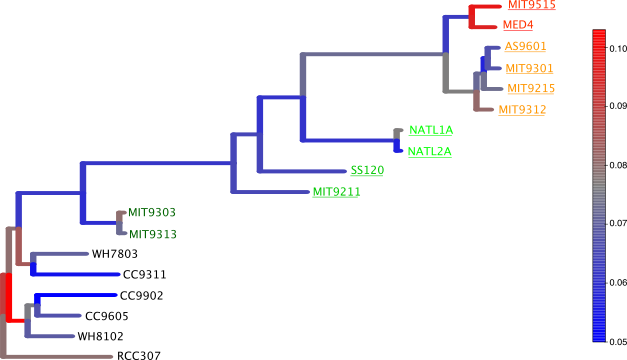 MIT9515
MED4
AS9601
MIT9301
MIT9215
MIT9312
NATL1A
NATL2A
SS120
MIT9211
MIT9303
MIT9313
WH7803
CC9311
CC9902
CC9605
WH8102
RCC307
0.10
0.09
0.08
0.07
0.06
0.05